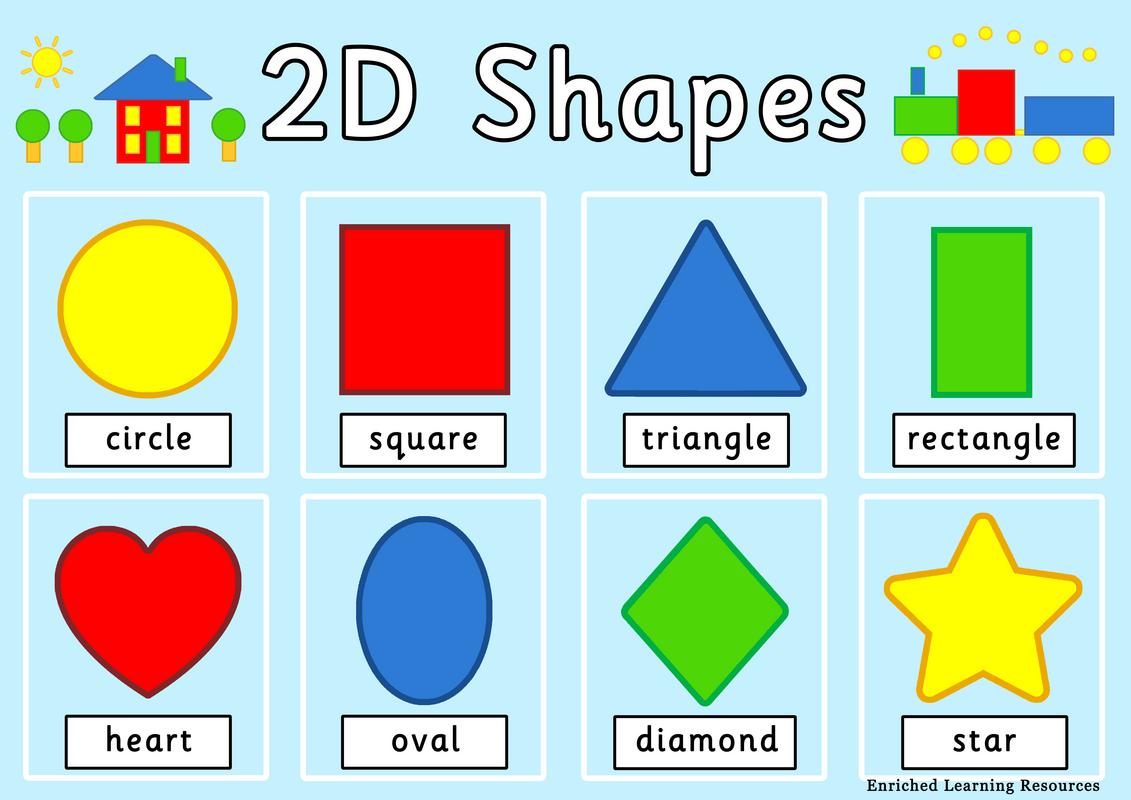 2D Shapes
circle
square
triangle
rectangle
heart
oval
diamond
star
Enriched Learning Resources